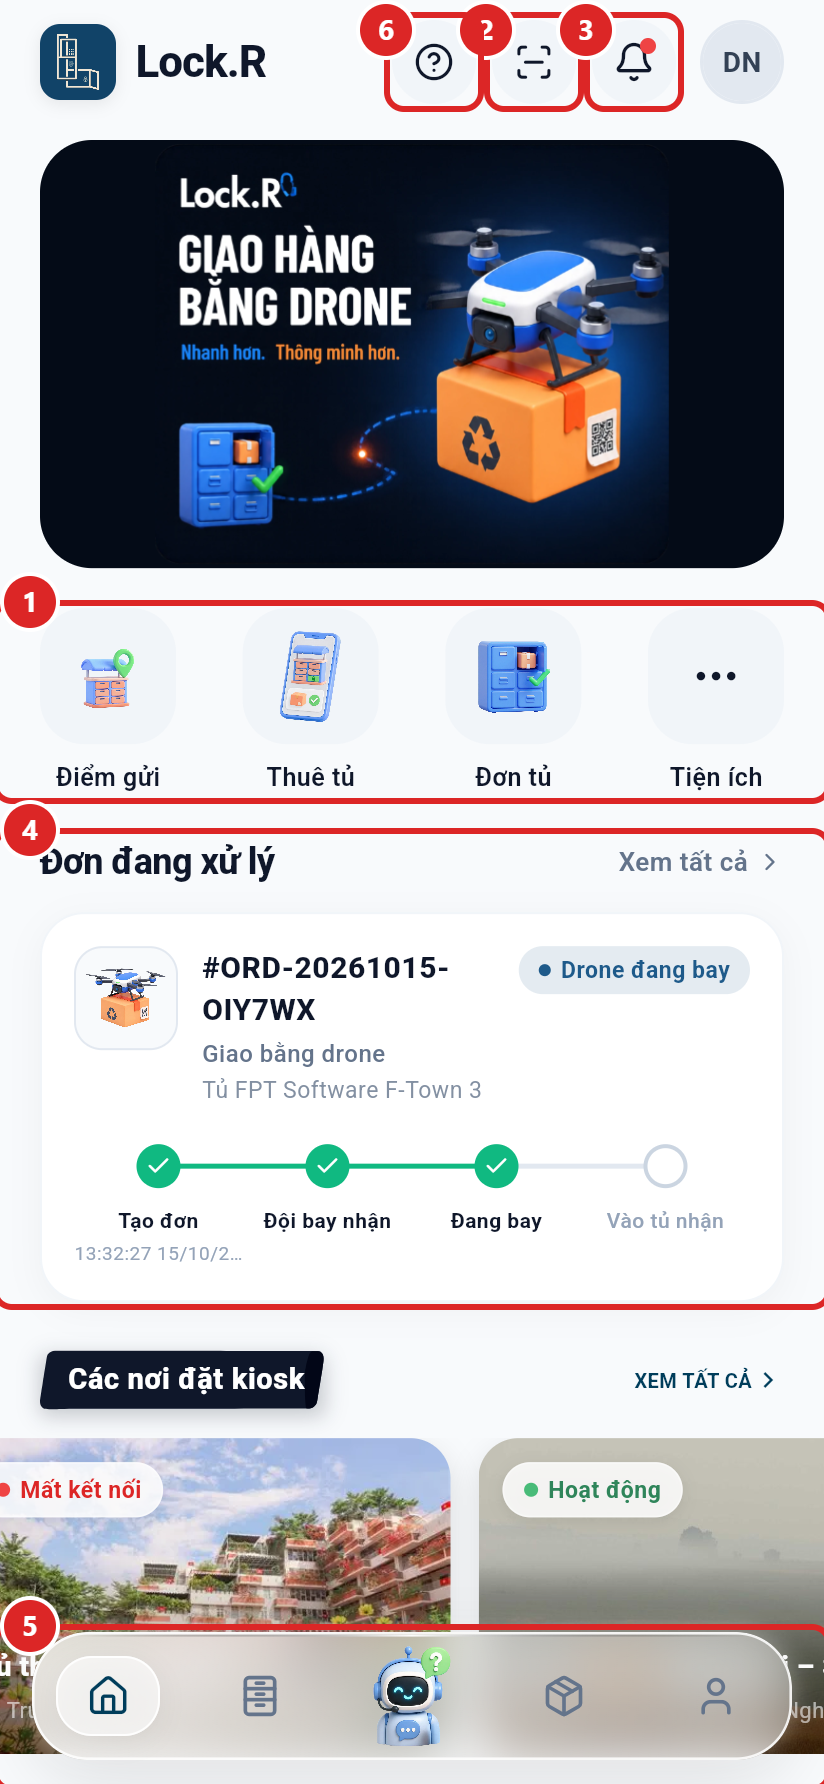 6
2
3
Lock.R
DN
Lock.R
GIAO HÀNG
BẰNG DRONE
Nhanh hơn. Thông minh hơn.
1
Điểm gửi
Thuê tủ
Đơn tủ
Tiện ích
4
Đơn đang xử lý
Xem tất cả
#ORD-20261015-
OIY7WX
Drone đang bay
Giao bằng drone
Tủ FPT Software F-Town 3
Tạo đơn
Đội bay nhận
Đang bay
Vào tủ nhận
13:32:27 15/10/2...
Các nơi đặt kiosk
XEM TẤT CẢ
Mất kết nối
Hoạt động
5
?